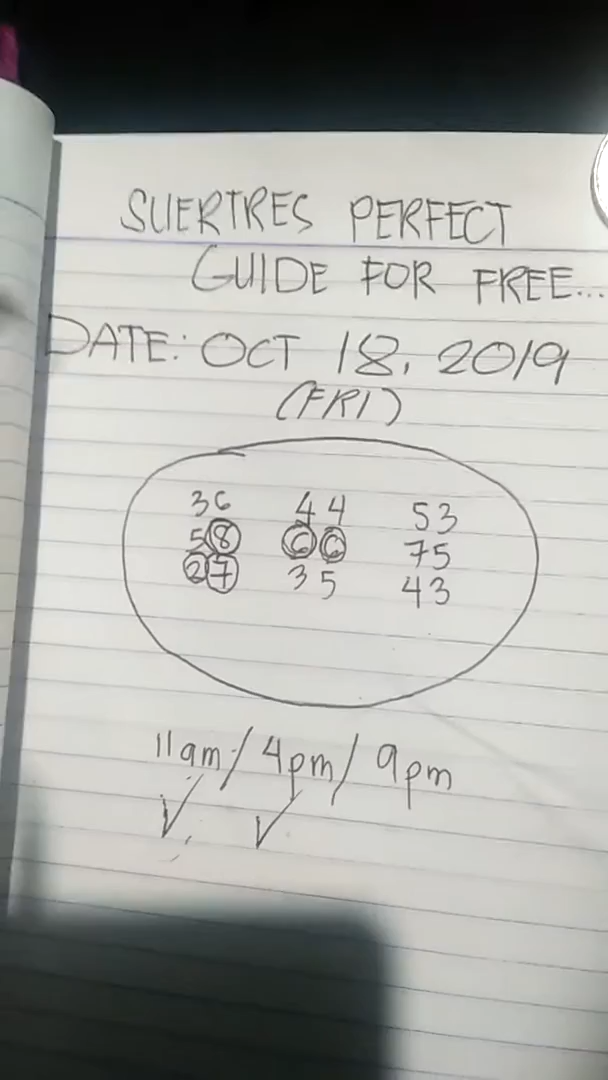 SUERTRES PERFECT
GUIDE FOR FREE...
DATE: OCT 18, 2019
(FRI)
36 44 53
58 66 75
27 35 43
11am/4pm/9pm